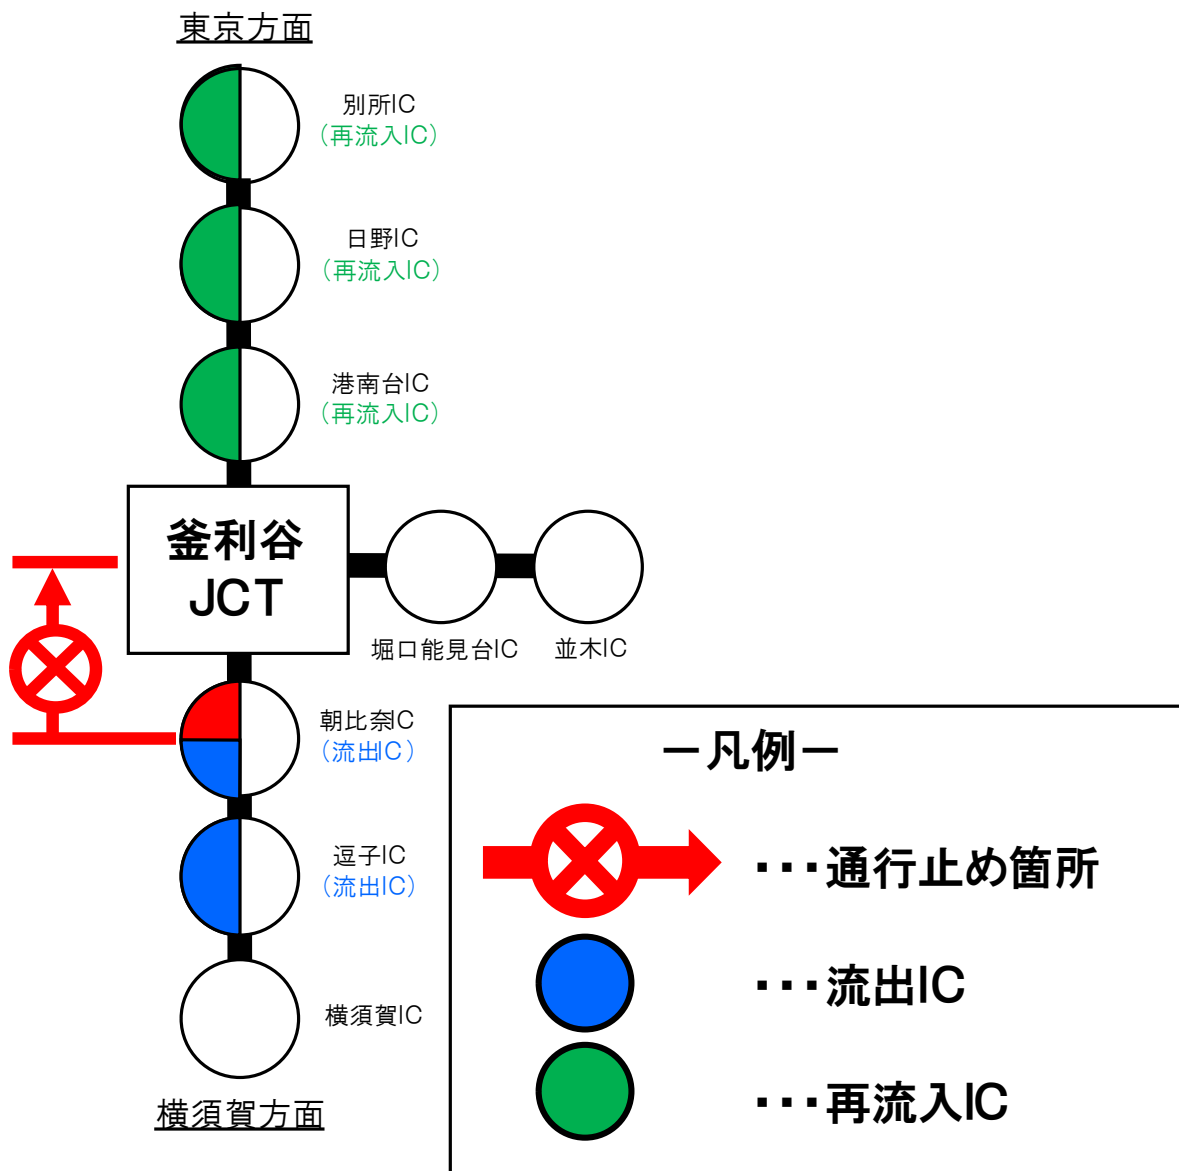 東京方面
別所IC
(再流入IC)
日野IC
(再流入IC)
港南台IC
(再流入IC)
釜利谷
JCT
堀口能見台IC
並木IC
朝比奈IC
(流出IC)
逗子IC
(流出IC)
横須賀IC
横須賀方面
－凡例－
･･･通行止め箇所
･･･流出IC
･･･再流入IC